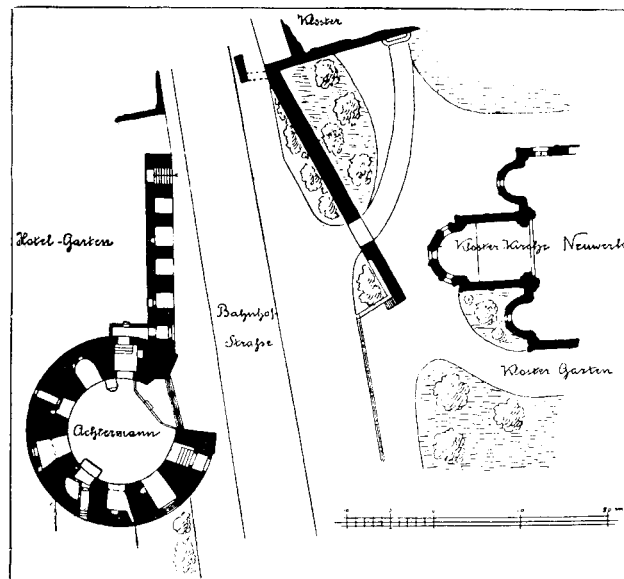 Kloster
Hotel-Garten
Kloster Kirche Neuwerk
Bahnhof-
Straße
Kloster Garten
Achtermann